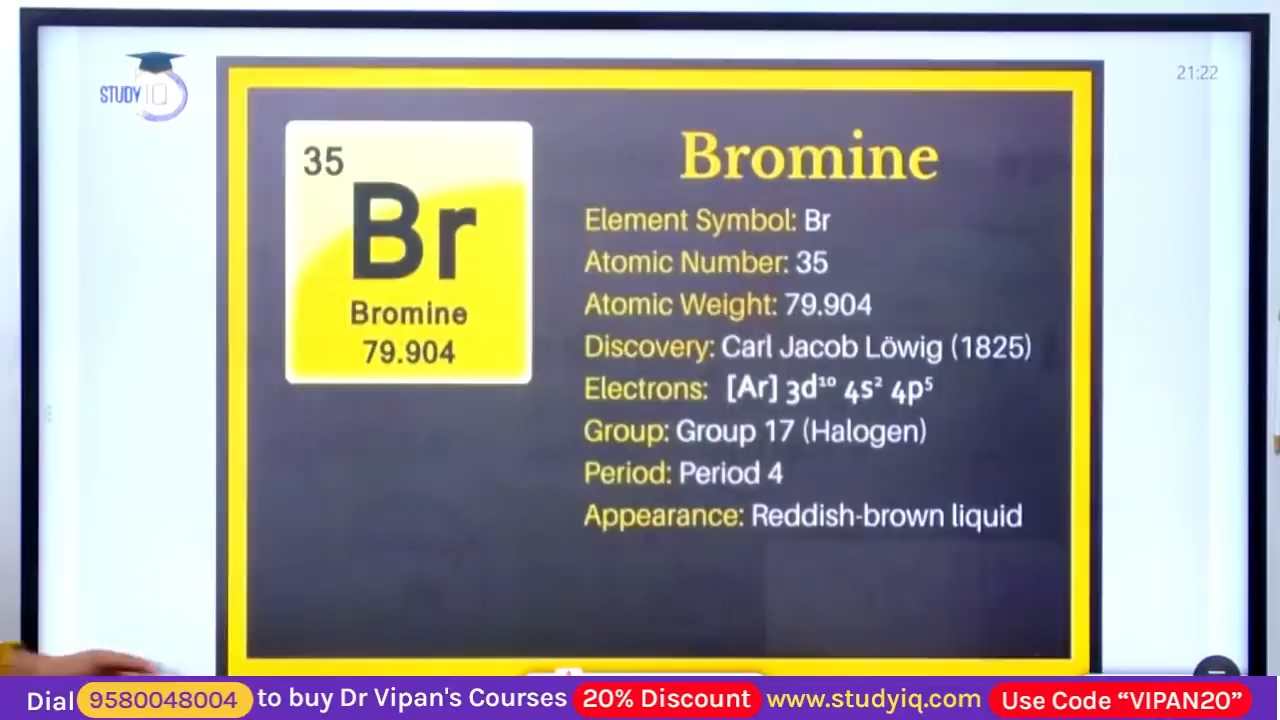 STUDY IQ
21:22
35
Br
Bromine
79.904
Bromine
Element Symbol: Br
Atomic Number: 35
Atomic Weight: 79.904
Discovery: Carl Jacob Löwig (1825)
Electrons: [Ar] 3d¹⁰ 4s² 4p⁵
Group: Group 17 (Halogen)
Period: Period 4
Appearance: Reddish-brown liquid
Dial 9580048004 to buy Dr Vipan's Courses 20% Discount www.studyiq.com Use Code “VIPAN20”